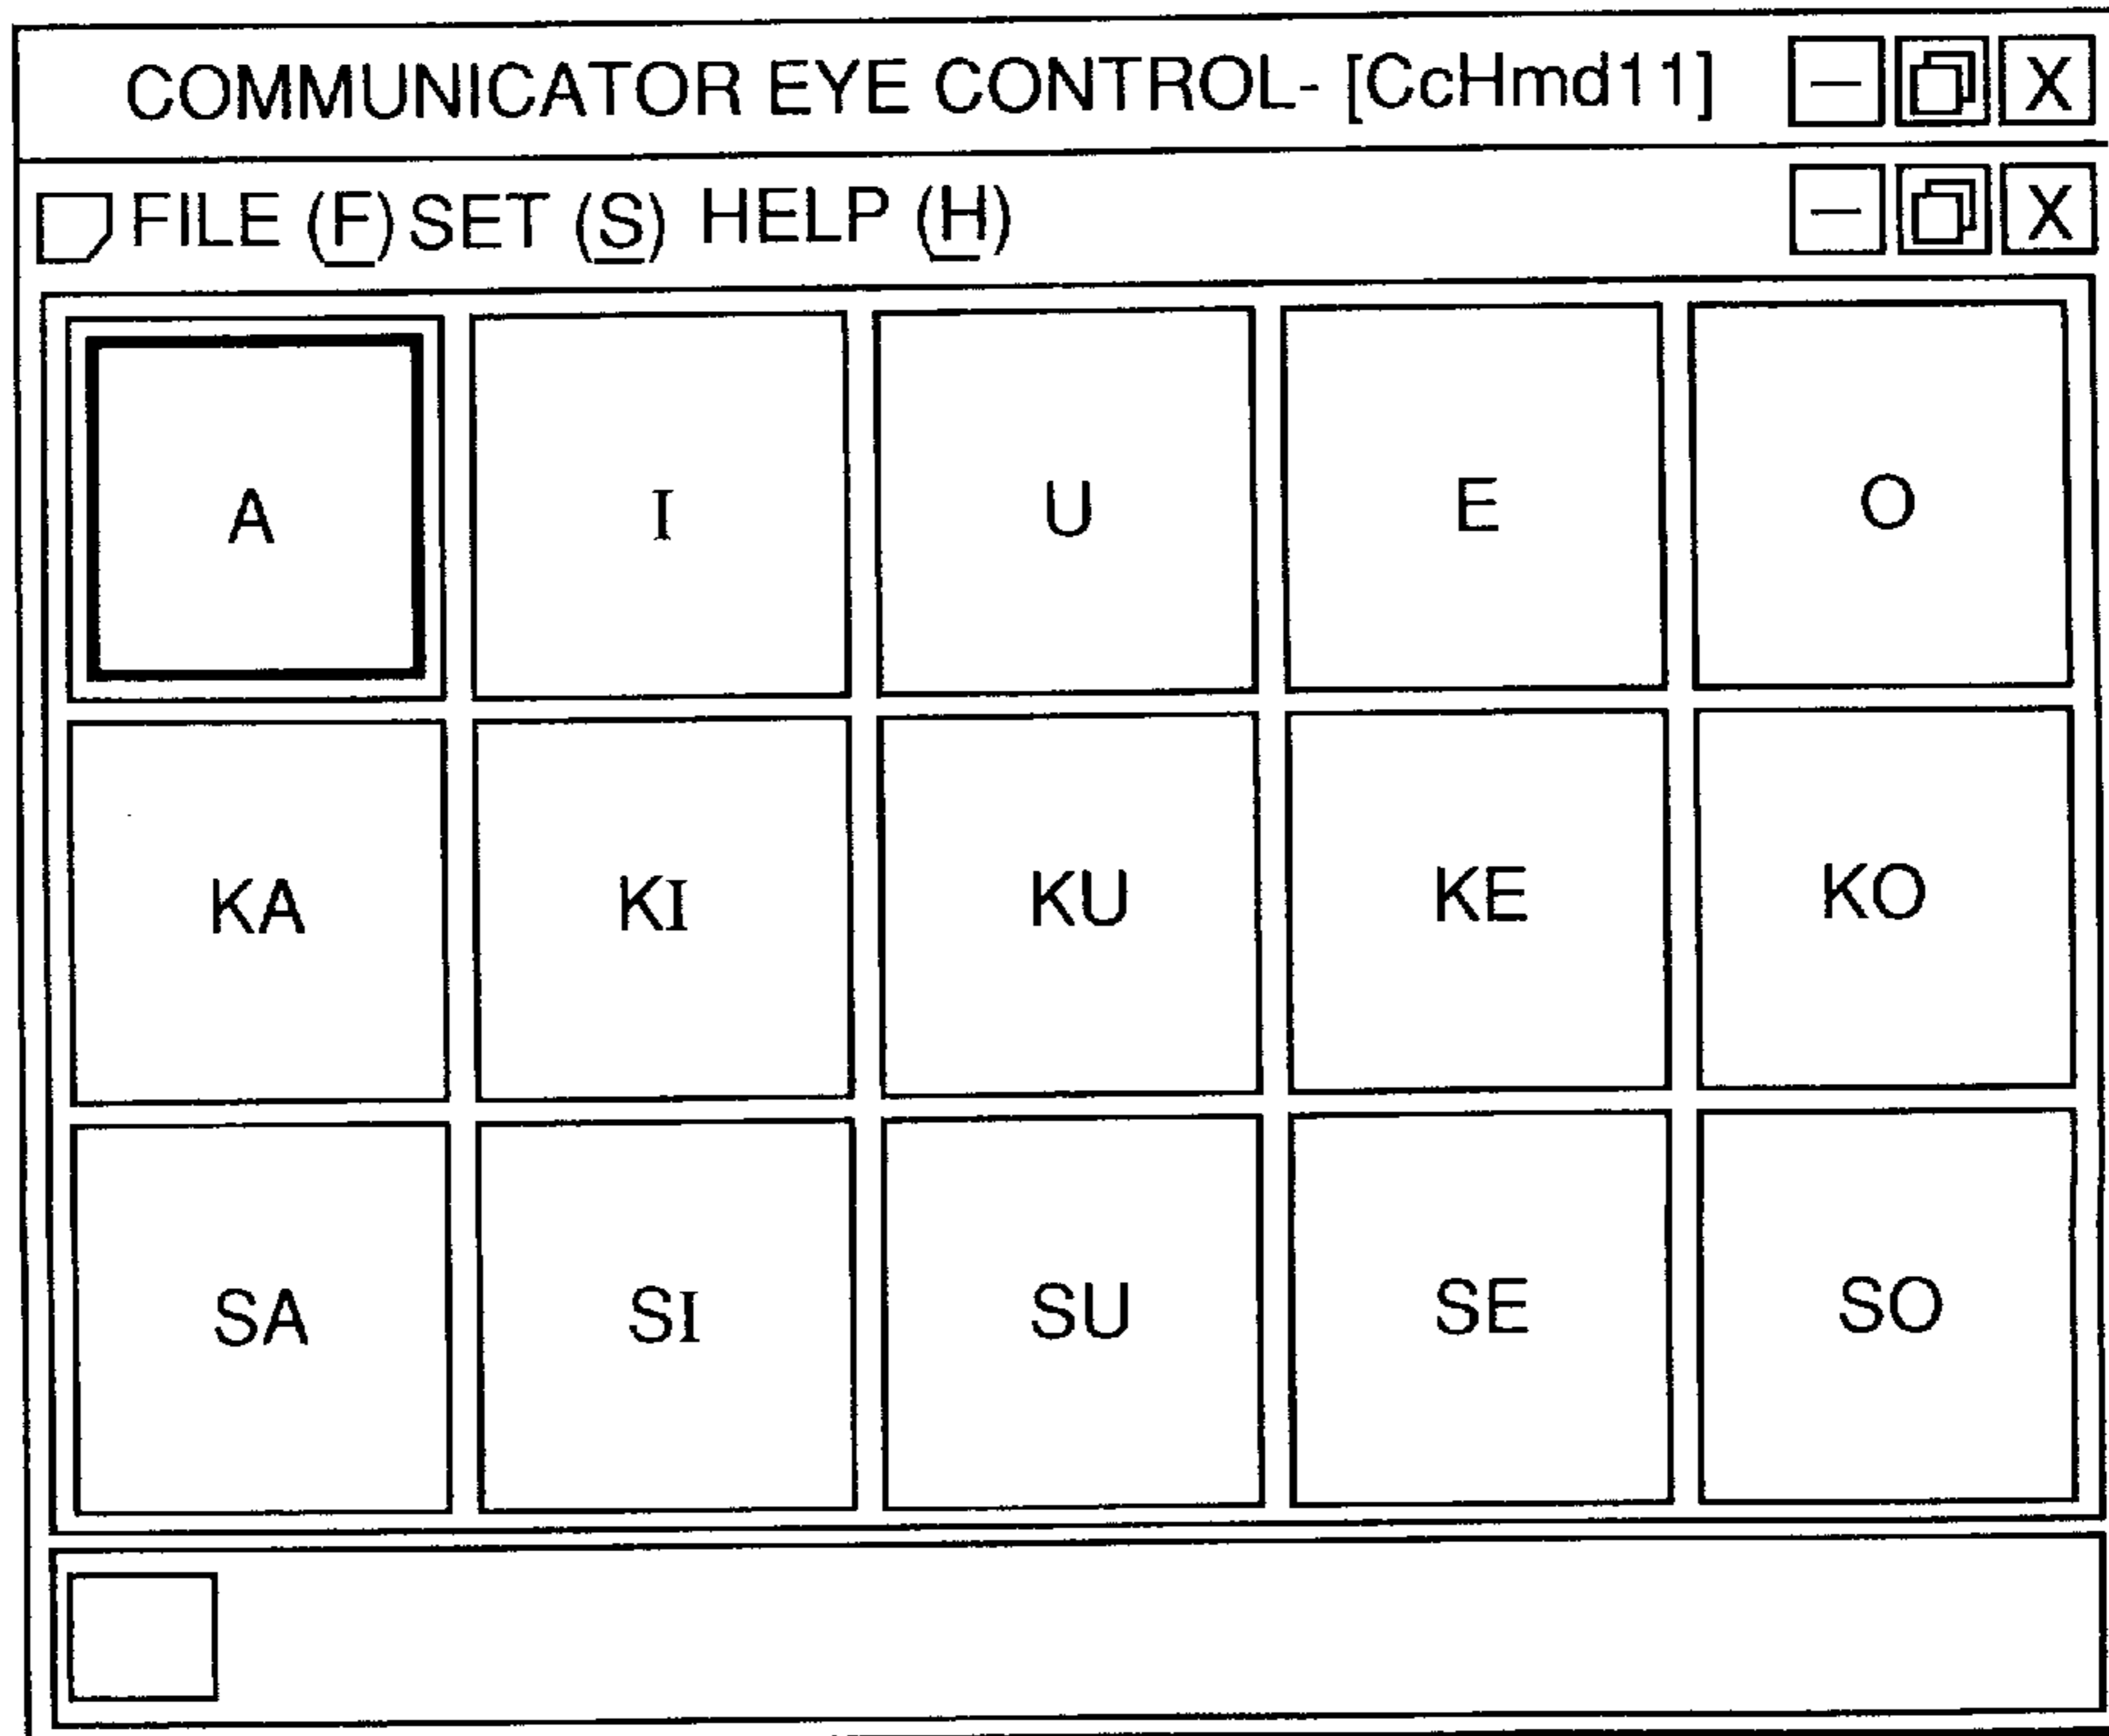 COMMUNICATOR EYE CONTROL- [CcHmd11] X
FILE (F) SET (S) HELP (H) X
A I U E O
KA KI KU KE KO
SA SI SU SE SO